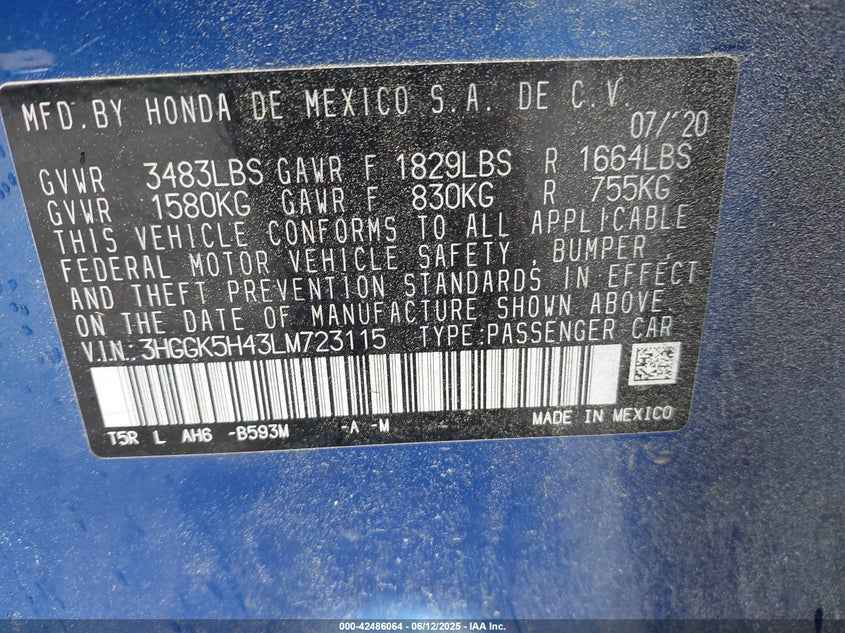 MFD. BY HONDA DE MEXICO S.A. DE C.V.
07/'20
GVWR 3483LBS GAWR F 1829LBS R 1664LBS
GVWR 1580KG GAWR F 830KG R 755KG
THIS VEHICLE CONFORMS TO ALL APPLICABLE
FEDERAL MOTOR VEHICLE SAFETY, BUMPER,
AND THEFT PREVENTION STANDARDS IN EFFECT
ON THE DATE OF MANUFACTURE SHOWN ABOVE
V.I.N.: 3HGGK5H43LM723115 TYPE:PASSENGER CAR
T5R L AH6 -B593M -A -M - MADE IN MEXICO
000-42486064 - 06/12/2025 - IAA Inc.